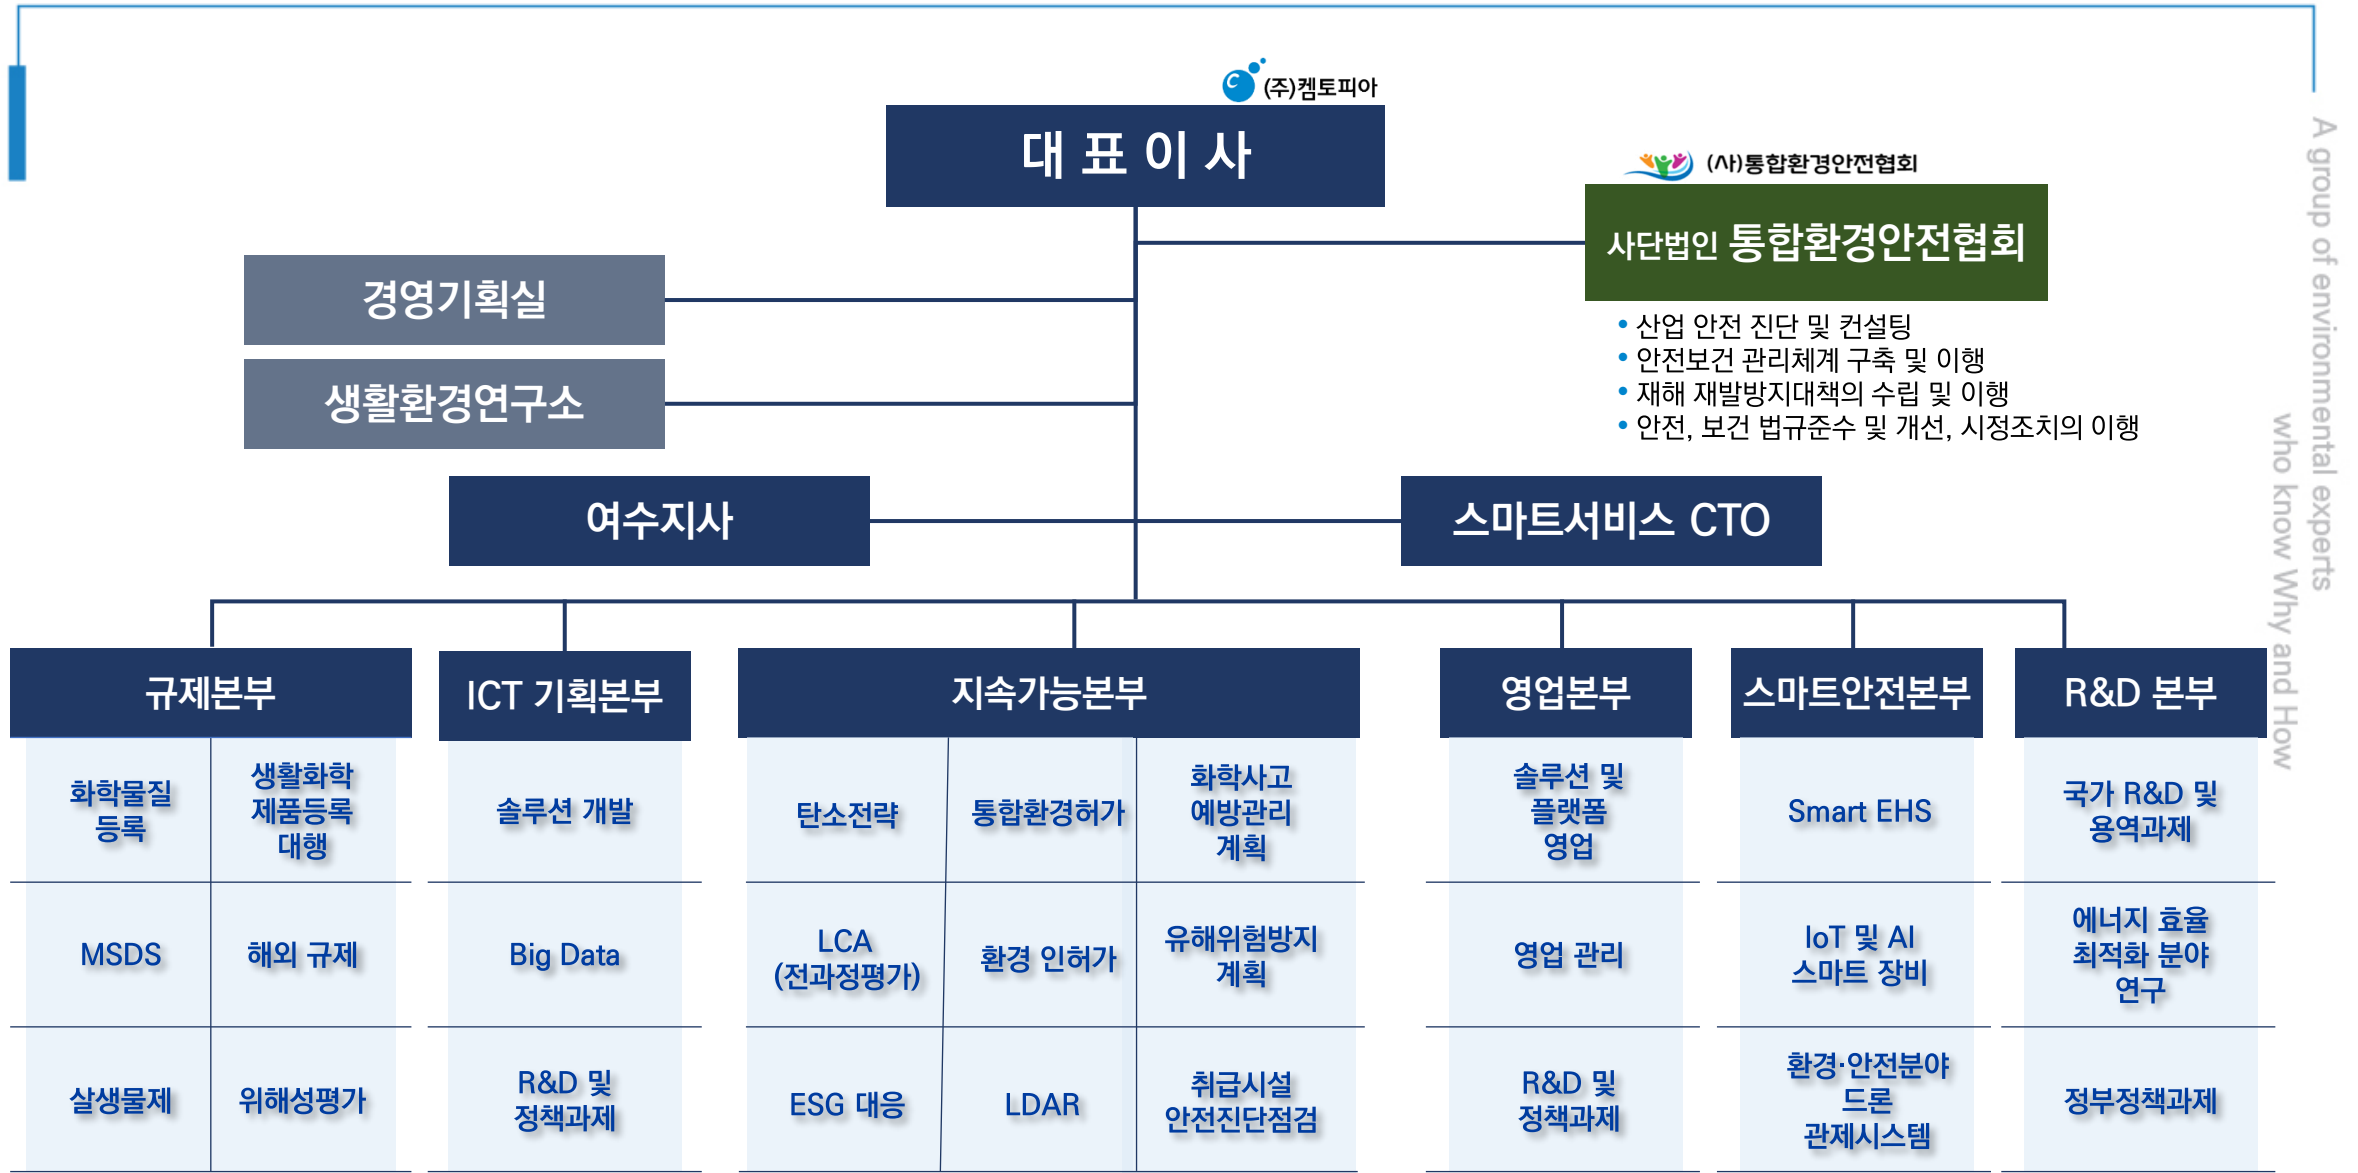 (주)켐토피아
대표이사
(사)통합환경안전협회
사단법인 통합환경안전협회
• 산업 안전 진단 및 컨설팅
• 안전보건 관리체계 구축 및 이행
• 재해 재발방지대책의 수립 및 이행
• 안전, 보건 법규준수 및 개선, 시정조치의 이행
경영기획실
생활환경연구소
여수지사
스마트서비스 CTO
규제본부
화학물질
등록
생활화학
제품등록
대행
MSDS
해외 규제
살생물제
위해성평가
ICT 기획본부
솔루션 개발
Big Data
R&D 및
정책과제
지속가능본부
탄소전략
통합환경허가
화학사고
예방관리
계획
LCA
(전과정평가)
환경 인허가
유해위험방지
계획
ESG 대응
LDAR
취급시설
안전진단점검
영업본부
솔루션 및
플랫폼
영업
영업 관리
R&D 및
정책과제
스마트안전본부
Smart EHS
IoT 및 AI
스마트 장비
환경·안전분야
드론
관제시스템
R&D 본부
국가 R&D 및
용역과제
에너지 효율
최적화 분야
연구
정부정책과제
A group of environmental experts
who know Why and How